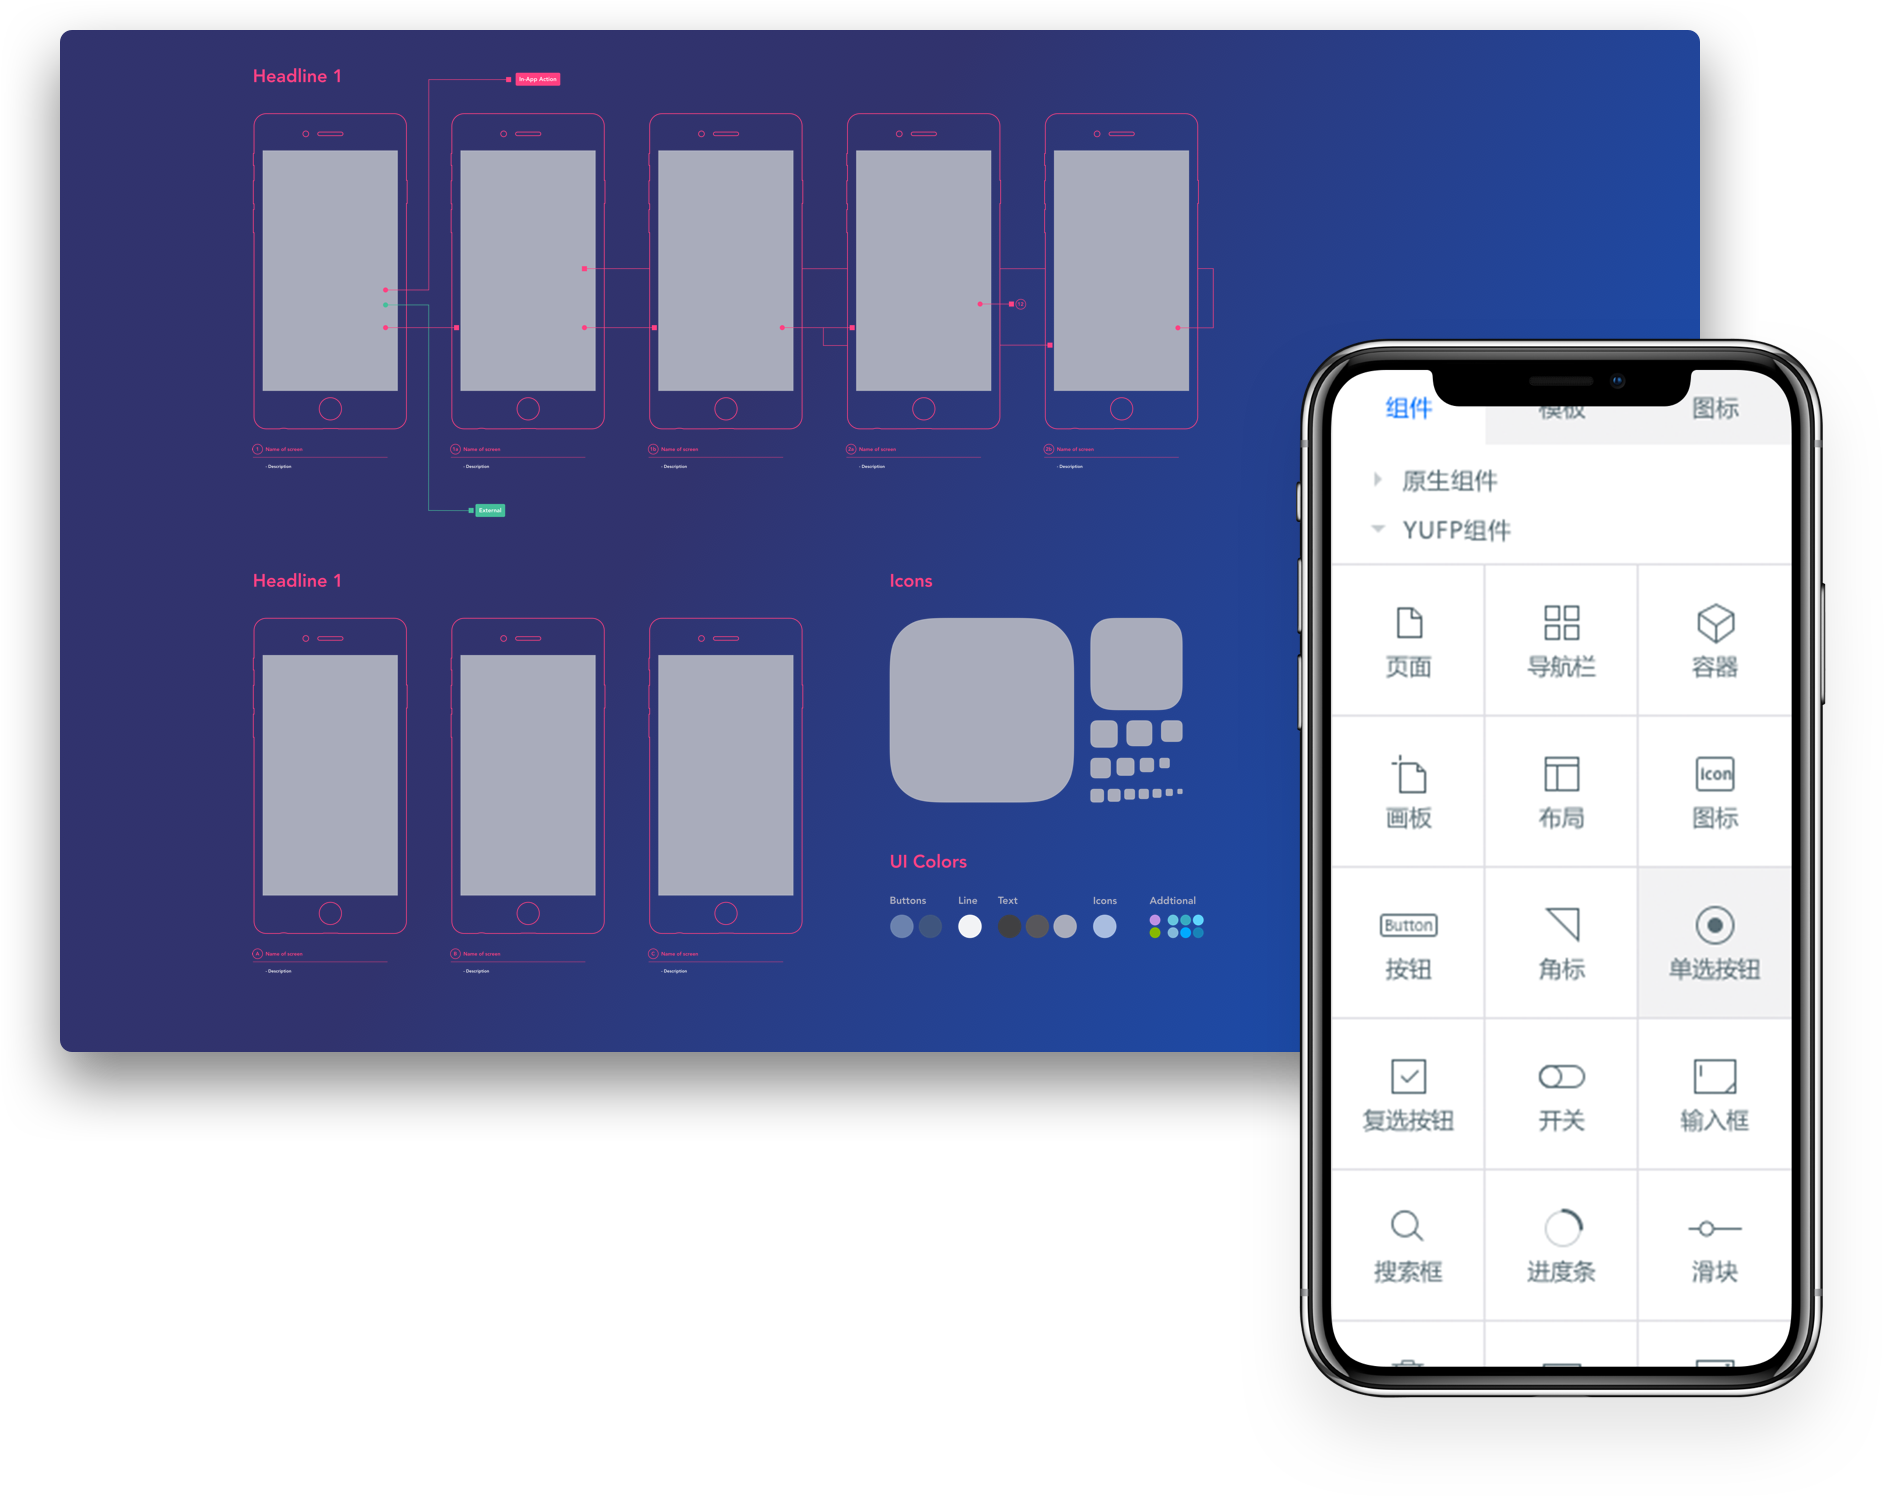 Headline 1
In-App Action
12
1 Name of screen
- Description
1a Name of screen
- Description
1b Name of screen
- Description
2a Name of screen
- Description
2b Name of screen
- Description
External
Headline 1
A Name of screen
- Description
B Name of screen
- Description
C Name of screen
- Description
Icons
UI Colors
Buttons Line Text Icons Addtional
组件 模板 图标
原生组件
YUFP组件
页面 导航栏 容器
Icon
画板 布局 图标
Button
按钮 角标 单选按钮
复选按钮 开关 输入框
搜索框 进度条 滑块